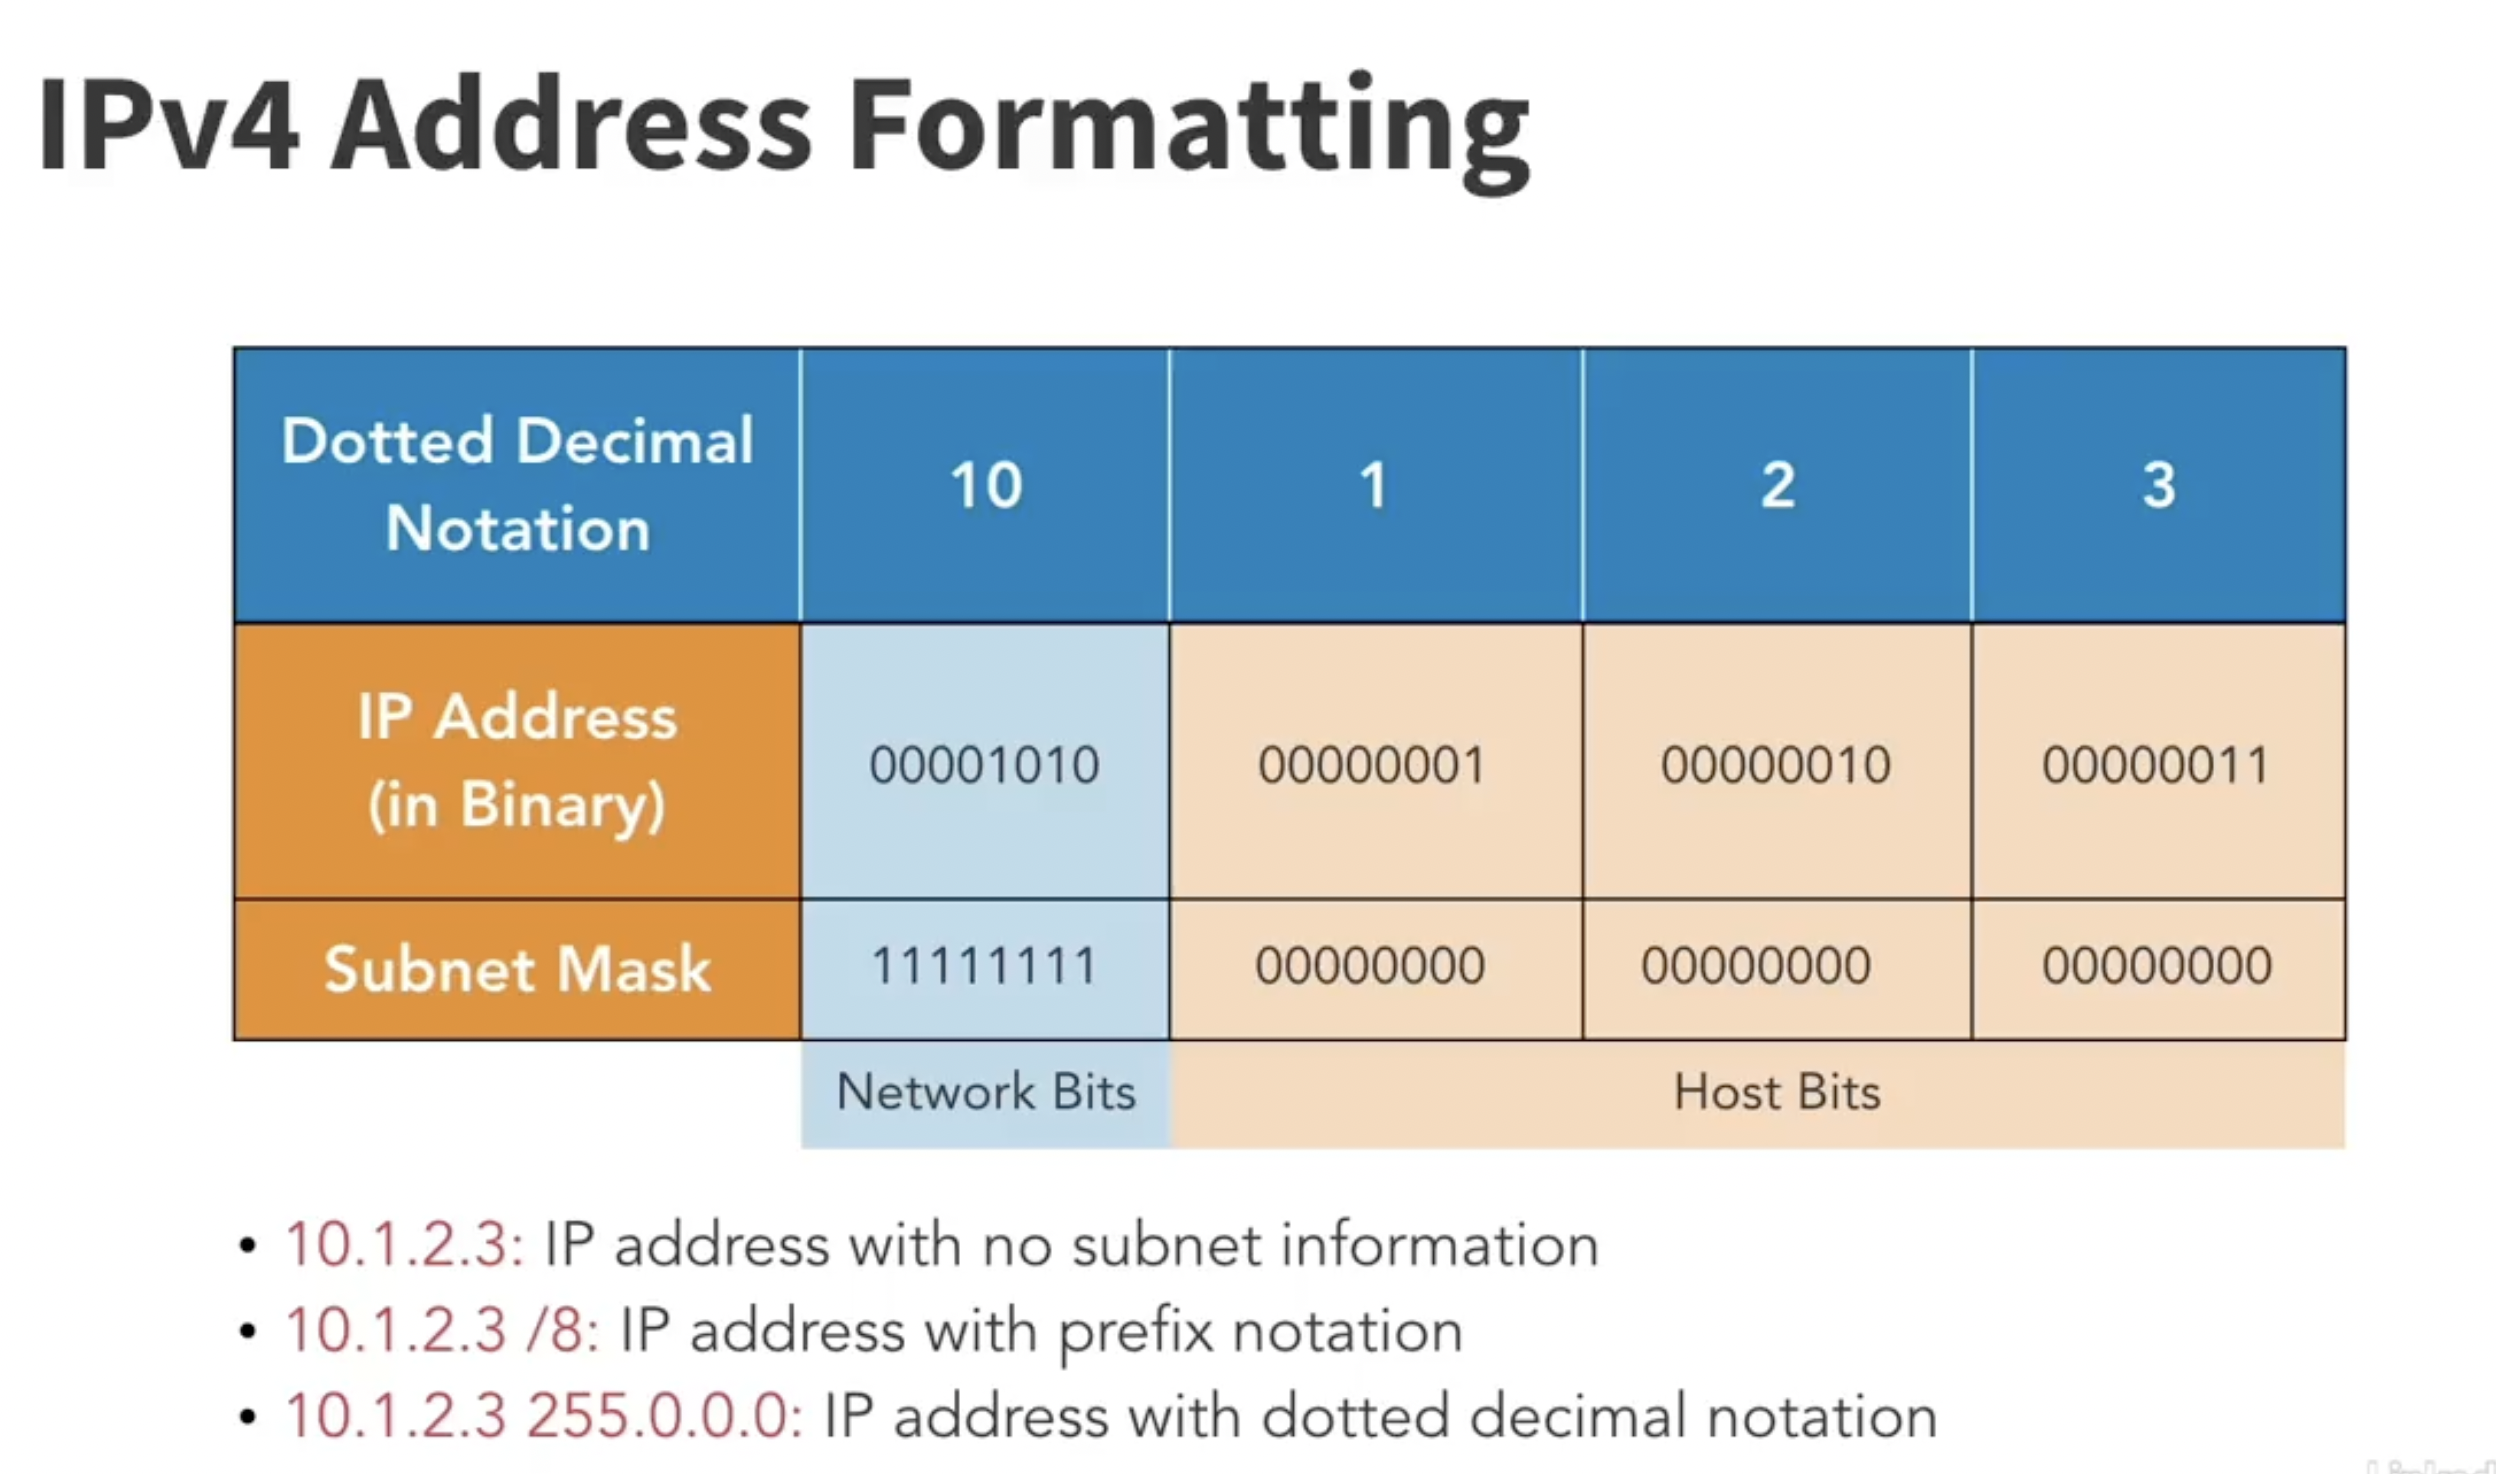 IPv4 Address Formatting
Dotted Decimal
Notation
10
1
2
3
IP Address
(in Binary)
00001010
00000001
00000010
00000011
Subnet Mask
11111111
00000000
00000000
00000000
Network Bits
Host Bits
• 10.1.2.3: IP address with no subnet information
• 10.1.2.3 /8: IP address with prefix notation
• 10.1.2.3 255.0.0.0: IP address with dotted decimal notation